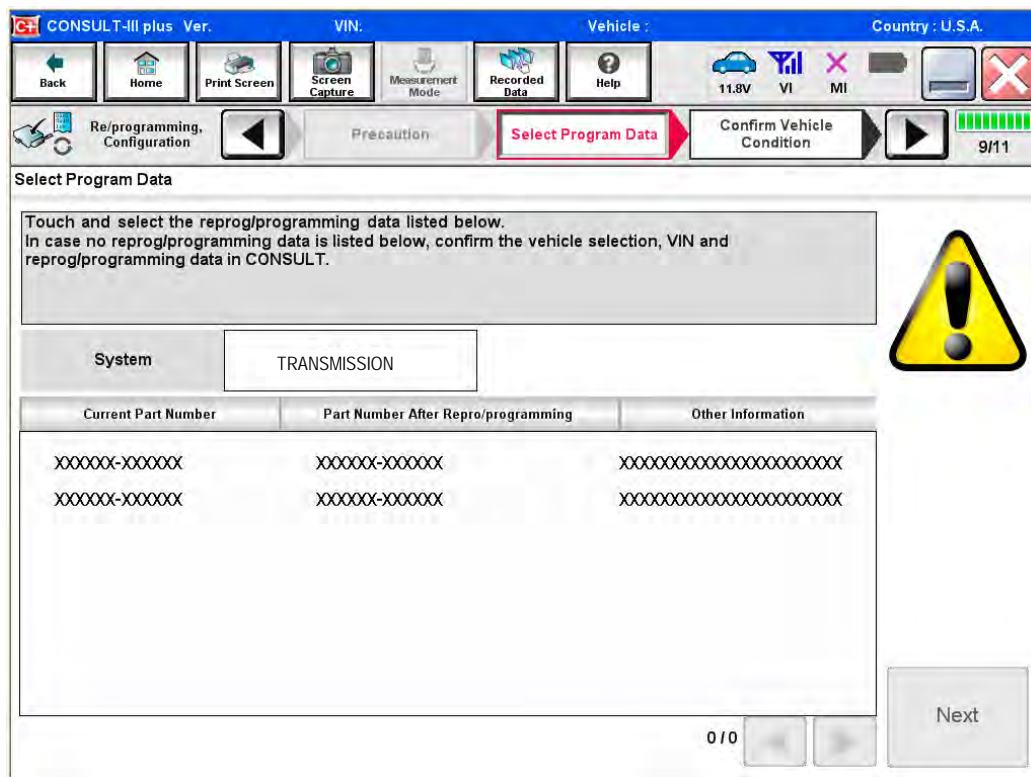 C+ CONSULT-III plus Ver. VIN: Vehicle : Country : U.S.A.
Back Home Print Screen Screen Capture Measurement Mode Recorded Data Help 11.8V VI MI
Re/programming, Configuration Precaution Select Program Data Confirm Vehicle Condition 9/11
Select Program Data
Touch and select the reprog/programming data listed below.
In case no reprog/programming data is listed below, confirm the vehicle selection, VIN and
reprog/programming data in CONSULT.
System TRANSMISSION
Current Part Number Part Number After Repro/programming Other Information
XXXXXX-XXXXXX XXXXXX-XXXXXX XXXXXXXXXXXXXXXXXXXXXX
XXXXXX-XXXXXX XXXXXX-XXXXXX XXXXXXXXXXXXXXXXXXXXXX
Next
0/0